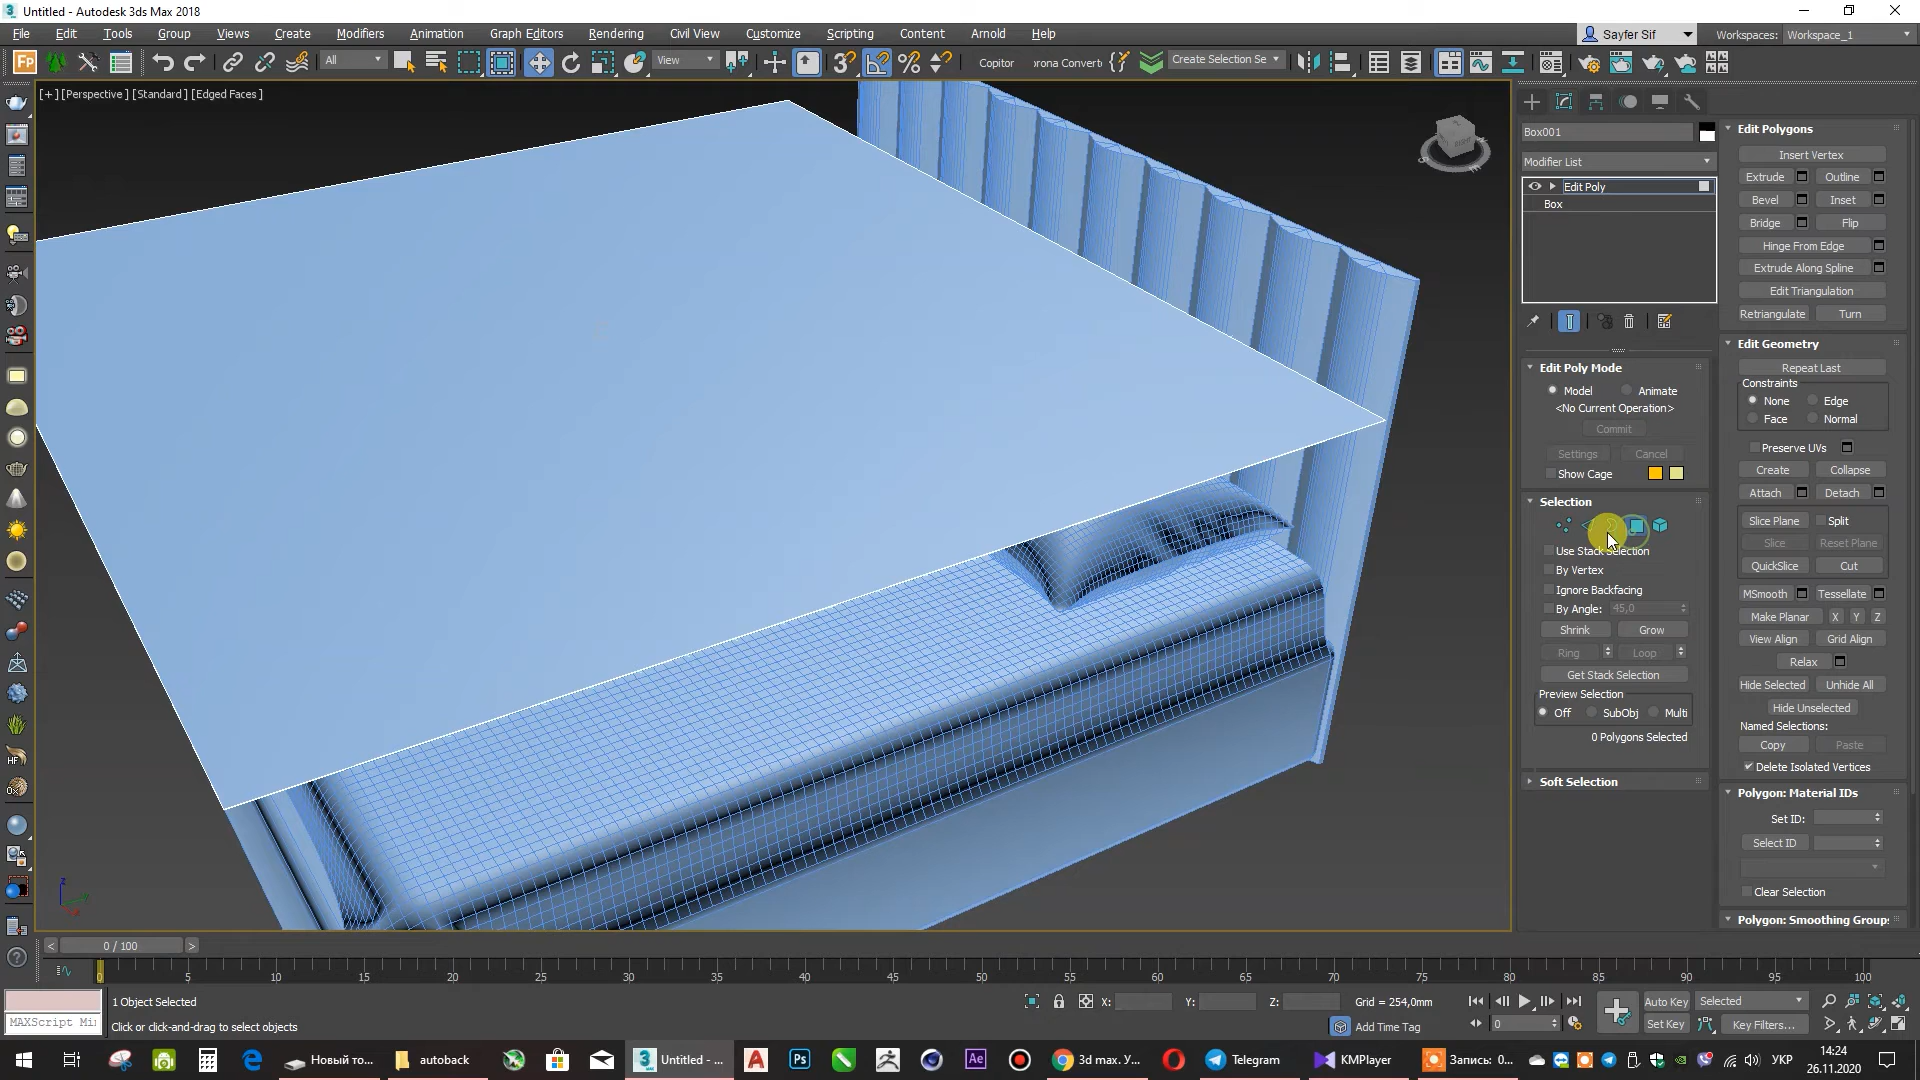 Untitled - Autodesk 3ds Max 2018
File Edit Tools Group Views Create Modifiers Animation Graph Editors Rendering Civil View Customize Scripting Content Arnold Help
Sayfer Sif Workspaces: Workspace_1
All View Copitor orona Converti Create Selection Se
[+] [Perspective ] [Standard ] [Edged Faces ]
Box001
Modifier List
Edit Poly
Box
Edit Poly Mode
Model Animate
<No Current Operation>
Commit
Settings Cancel
Show Cage
Selection
Use Stack Selection
By Vertex
Ignore Backfacing
By Angle: 45,0
Shrink Grow
Ring Loop
Get Stack Selection
Preview Selection
Off SubObj Multi
0 Polygons Selected
Soft Selection
Edit Polygons
Insert Vertex
Extrude Outline
Bevel Inset
Bridge Flip
Hinge From Edge
Extrude Along Spline
Edit Triangulation
Retriangulate Turn
Edit Geometry
Repeat Last
Constraints
None Edge
Face Normal
Preserve UVs
Create Collapse
Attach Detach
Slice Plane Split
Slice Reset Plane
QuickSlice Cut
MSmooth Tessellate
Make Planar X Y Z
View Align Grid Align
Relax
Hide Selected Unhide All
Hide Unselected
Named Selections:
Copy Paste
Delete Isolated Vertices
Polygon: Material IDs
Set ID:
Select ID
Clear Selection
Polygon: Smoothing Groups
< 0 / 100 >
0 5 10 15 20 25 30 35 40 45 50 55 60 65 70 75 80 85 90 95 100
1 Object Selected X: Y: Z: Grid = 254,0mm Auto Key Selected
MAXScript Mi Click or click-and-drag to select objects Add Time Tag 0 Set Key Key Filters...
Новый то... autoback Untitled - ... 3d max. У... Telegram KMPlayer Запись: 0... УКР 14:24
26.11.2020